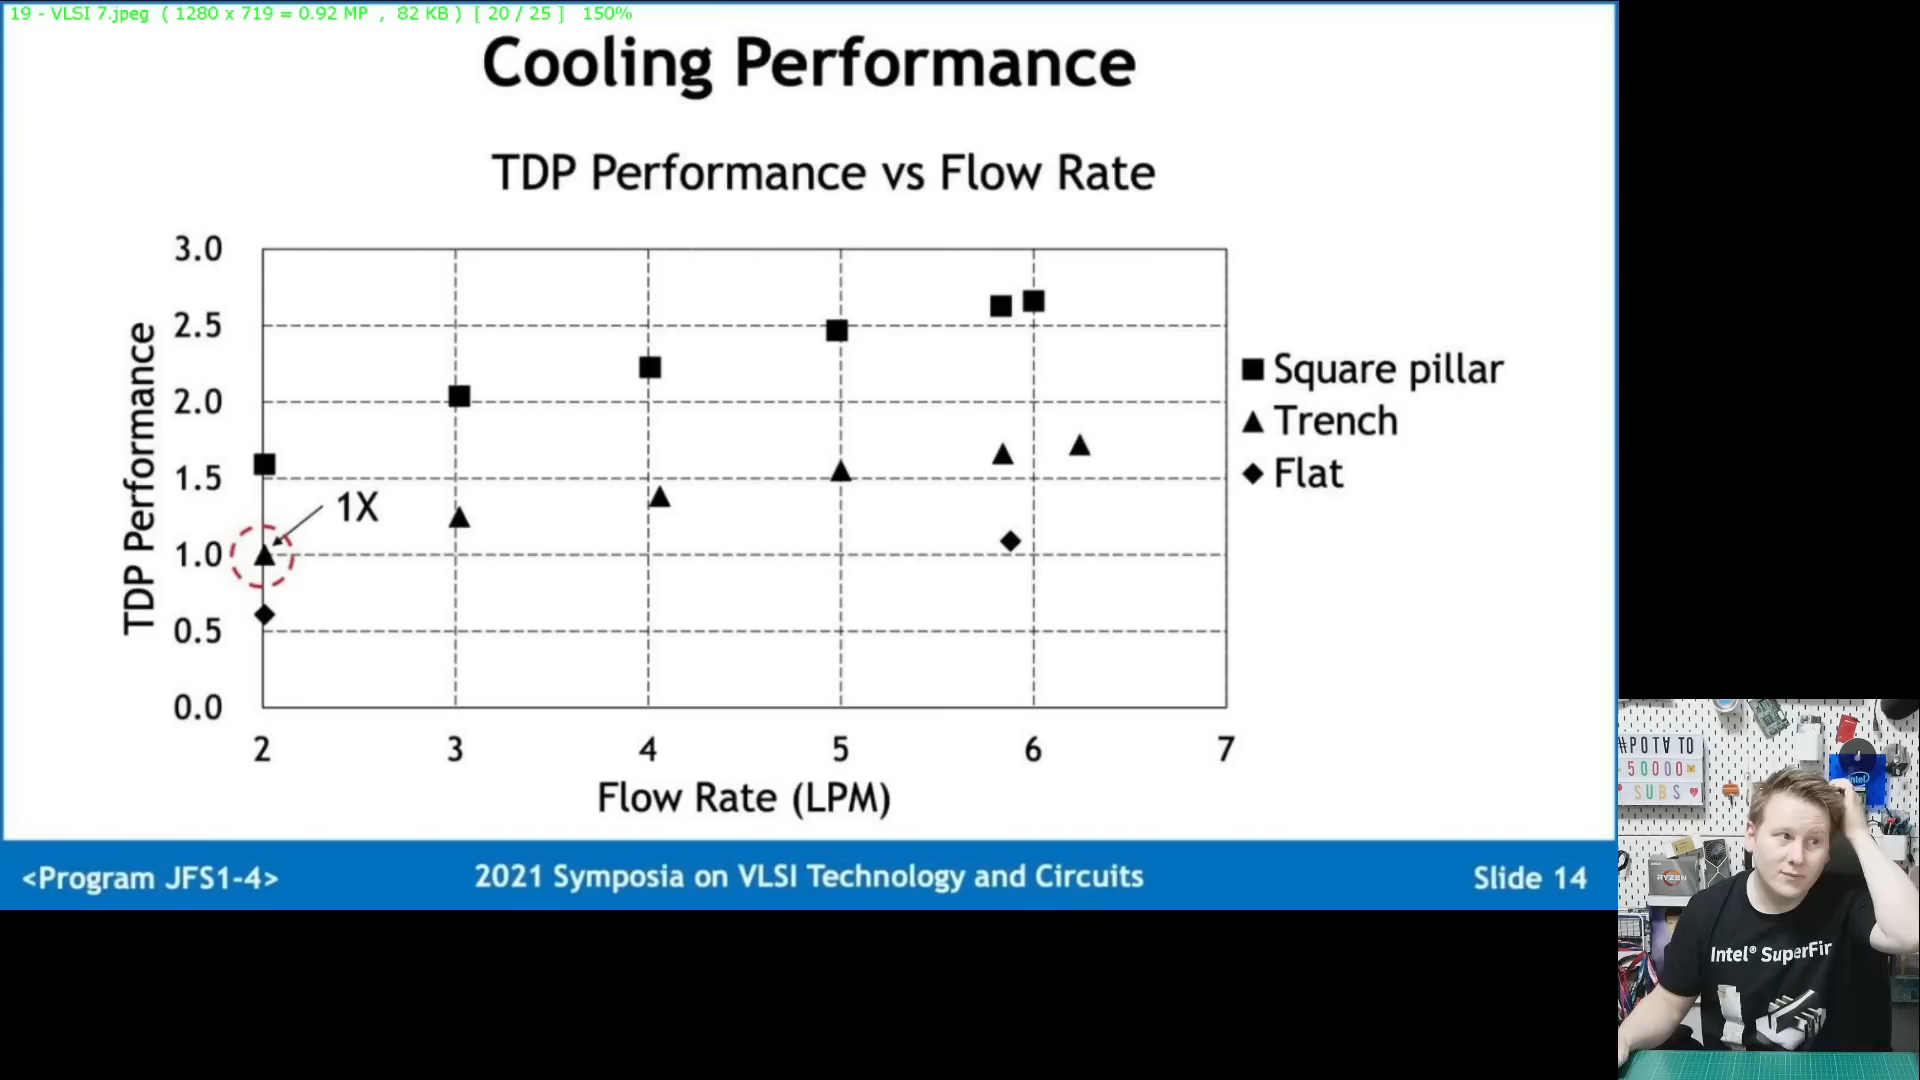 19 - VLSI 7.jpeg ( 1280 x 719 = 0.92 MP , 82 KB ) [ 20 / 25 ] 150%
Cooling Performance
TDP Performance vs Flow Rate
3.0
2.5
2.0
1.5
1.0
0.5
0.0
TDP Performance
1X
2 3 4 5 6 7
Flow Rate (LPM)
Square pillar
Trench
Flat
<Program JFS1-4>
2021 Symposia on VLSI Technology and Circuits
Slide 14
#POTATO
50000
SUBS
intel
RYZEN
Intel® SuperFin